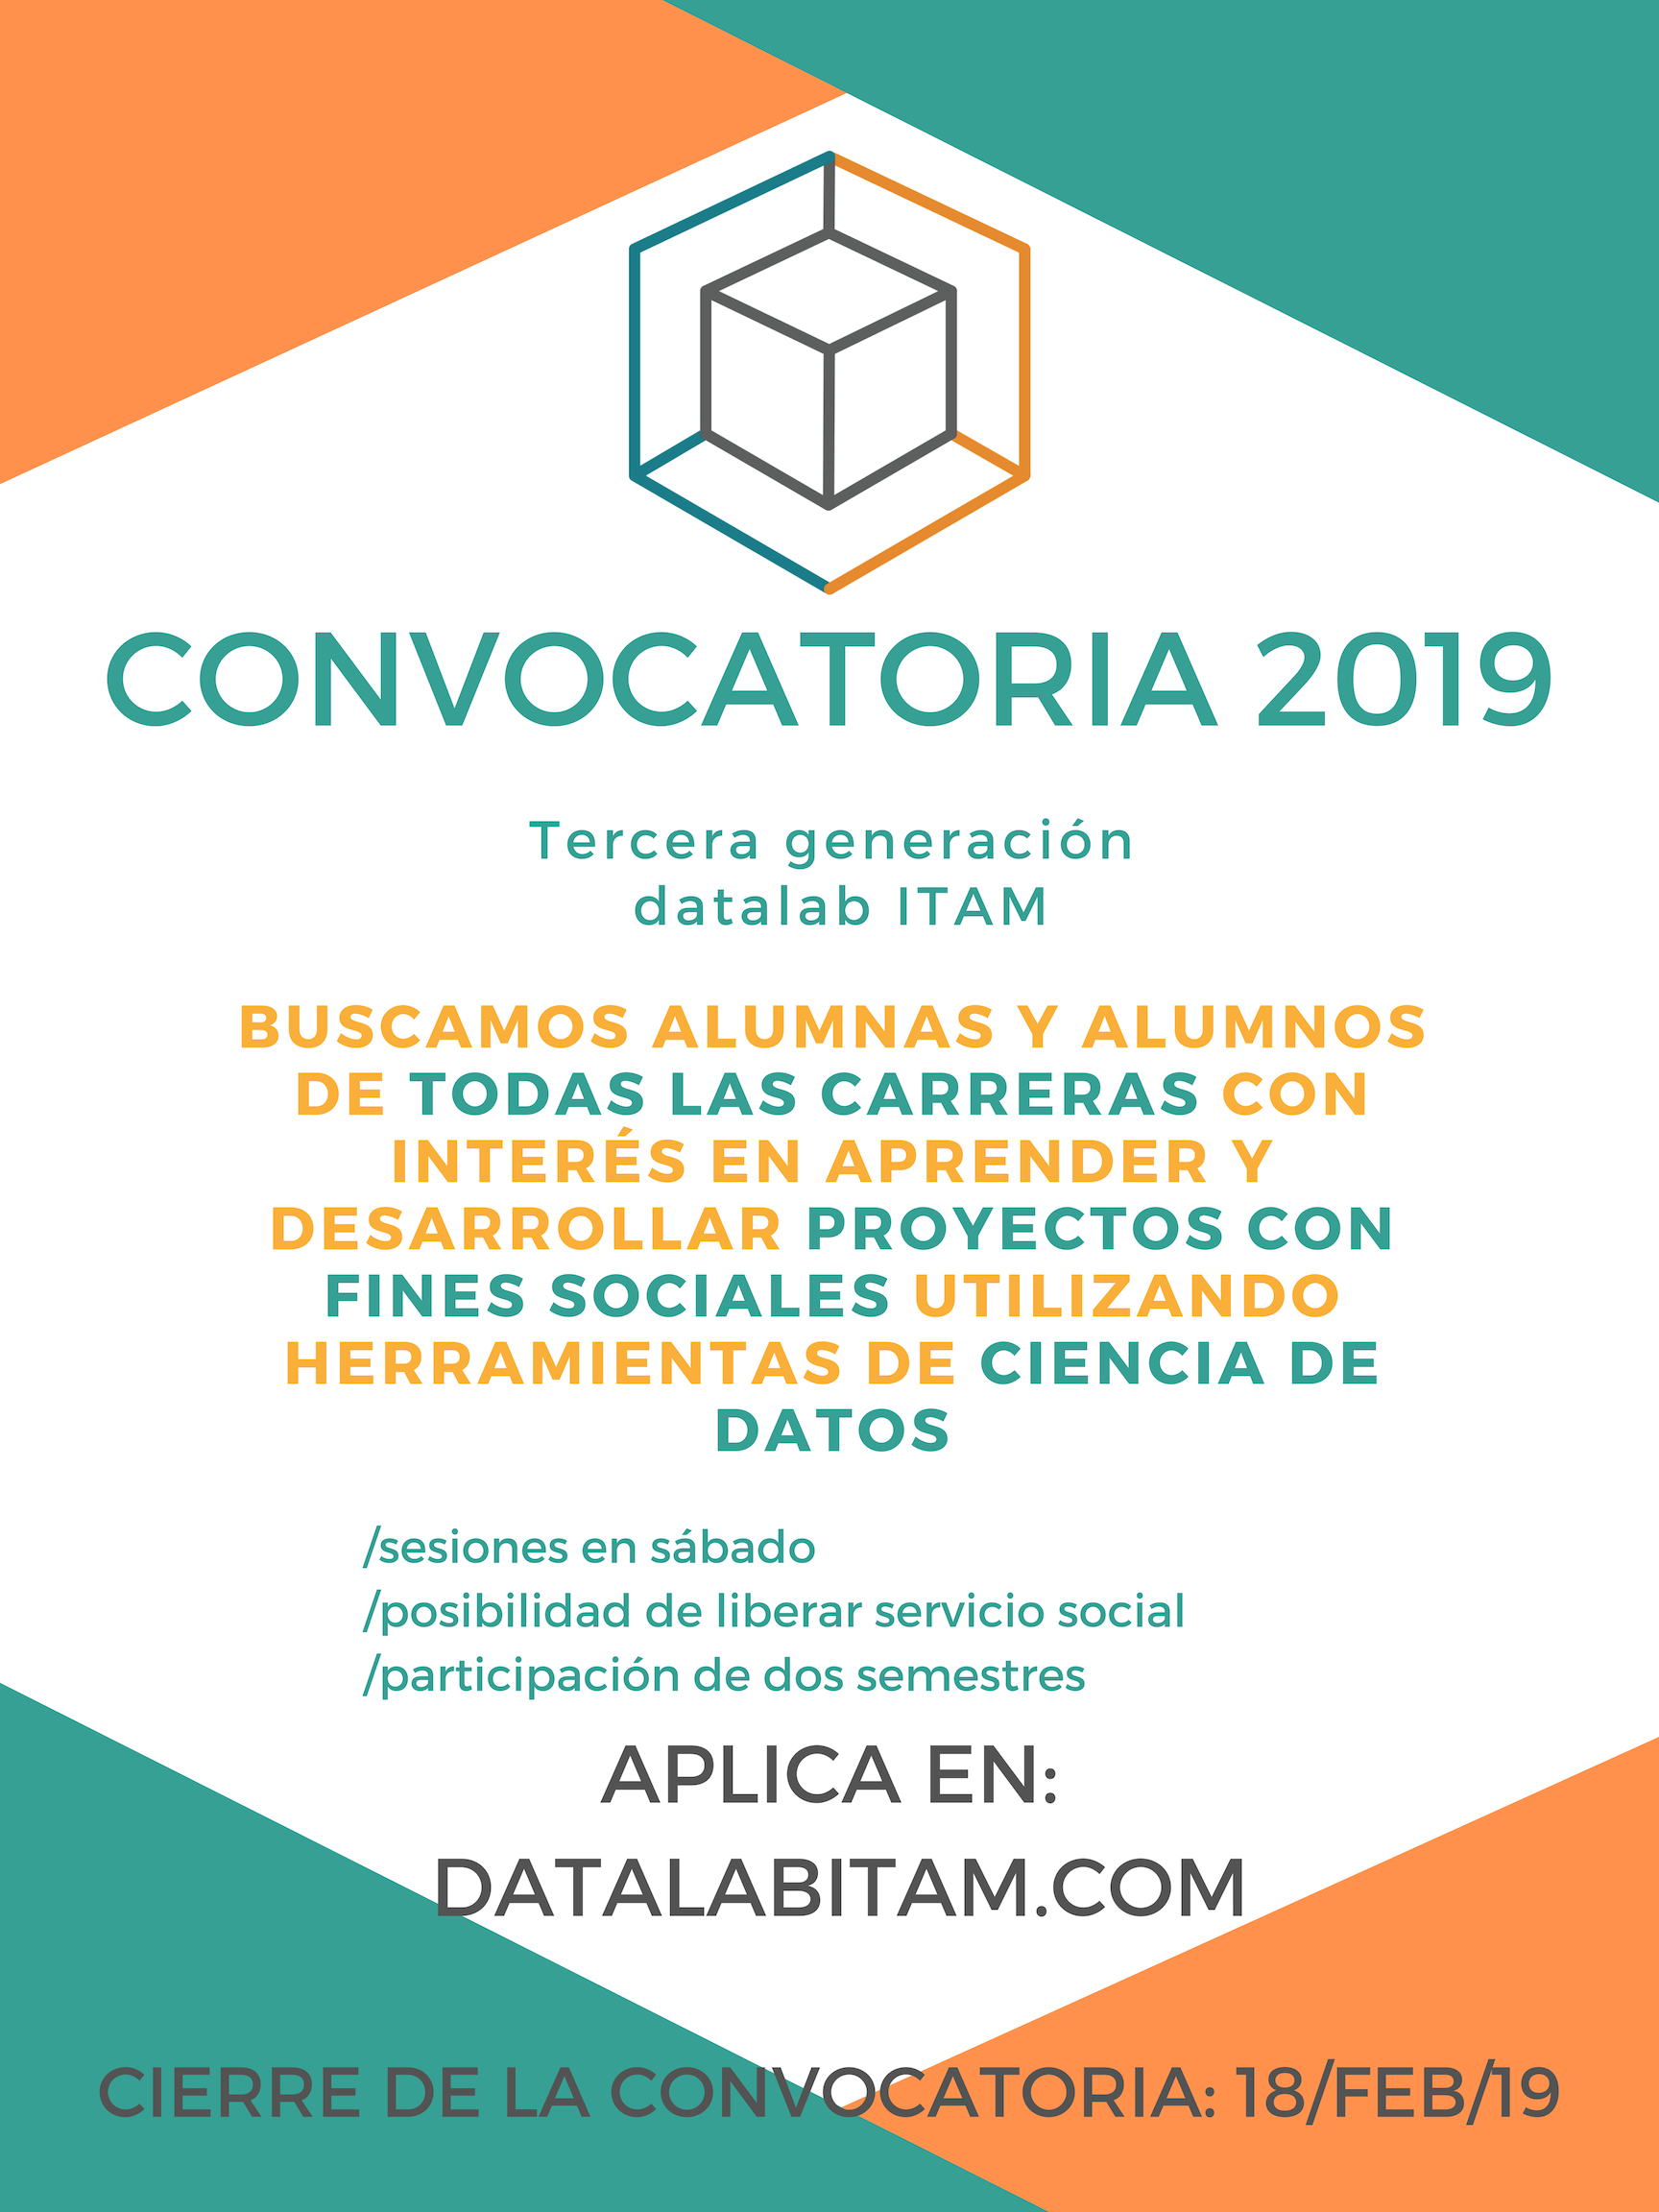 CONVOCATORIA 2019
Tercera generación
datalab ITAM
BUSCAMOS ALUMNAS Y ALUMNOS
DE TODAS LAS CARRERAS CON
INTERÉS EN APRENDER Y
DESARROLLAR PROYECTOS CON
FINES SOCIALES UTILIZANDO
HERRAMIENTAS DE CIENCIA DE
DATOS
/sesiones en sábado
/posibilidad de liberar servicio social
/participación de dos semestres
APLICA EN:
DATALABITAM.COM
CIERRE DE LA CONVOCATORIA: 18/FEB/19